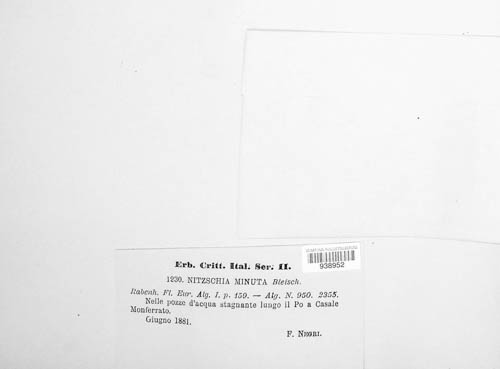 Erb. Critt. Ital. Ser. II.
938952
1230. NITZSCHIA MINUTA Bleisch.
Rabenh. Fl. Eur. Alg. I. p. 159. — Alg. N. 950. 2355.
Nelle pozze d'acqua stagnante lungo il Po a Casale
Monferrato.
Giugno 1881.
F. NEGRI.